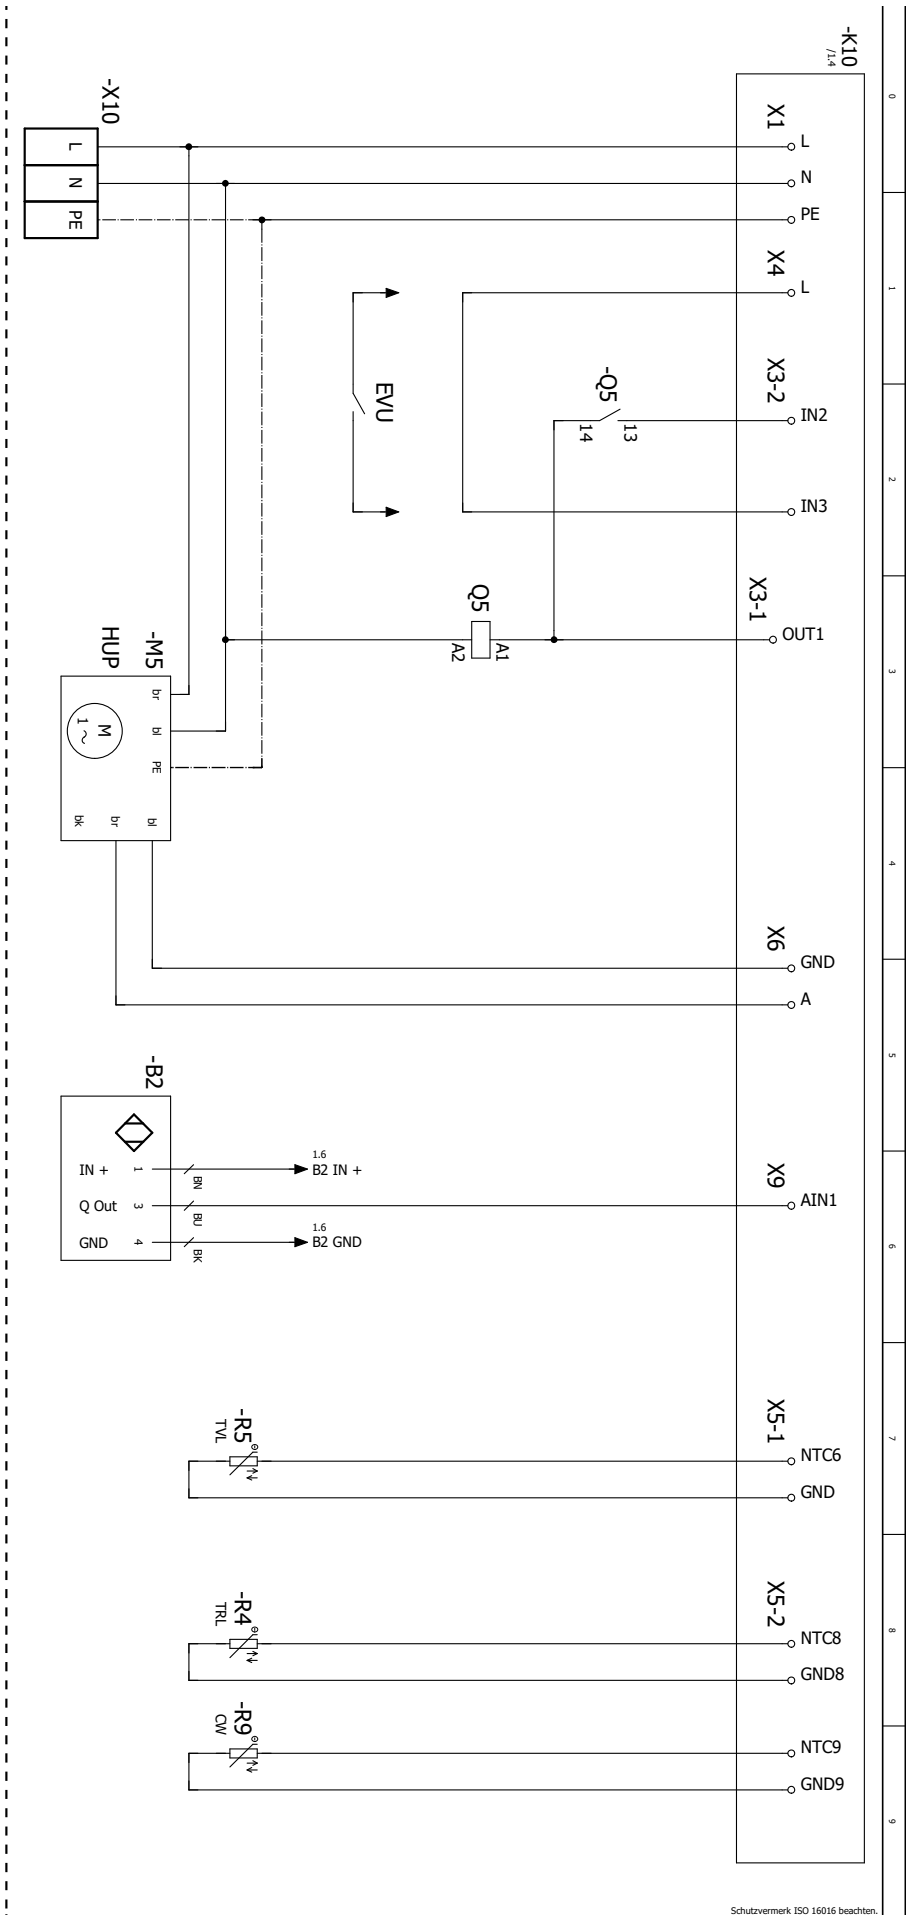 -K10
/1.4
0
1
2
3
4
5
6
7
8
9
-X10
L
N
PE
X1
L
N
PE
X4
L
EVU
X3-2
-Q5
13
14
IN2
IN3
X3-1
Q5
A1
A2
OUT1
-M5
HUP
br
bl
PE
M
1 ~
bk
br
bl
X6
GND
A
-B2
IN +
1
BN
1.6
B2 IN +
X9
Q Out
3
BU
AIN1
GND
4
BK
1.6
B2 GND
X5-1
-R5
TVL
θ
NTC6
GND
X5-2
-R4
TRL
θ
NTC8
GND8
-R9
CW
θ
NTC9
GND9
Schutzvermerk ISO 16016 beachten.